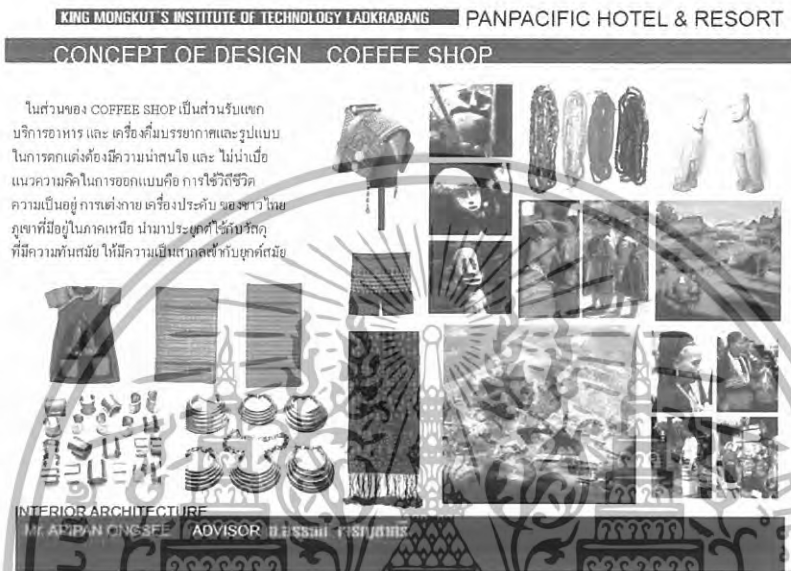 KING MONGKUT'S INSTITUTE OF TECHNOLOGY LADKRABANG PANPACIFIC HOTEL & RESORT
CONCEPT OF DESIGN COFFEE SHOP
ในส่วนของ COFFEE SHOP เป็นส่วนรับแขก
บริการอาหาร และ เครื่องดื่มบรรยากาศและรูปแบบ
ในการตกแต่งต้องมีความน่าสนใจ และ ไม่น่าเบื่อ
แนวความคิดในการออกแบบคือ การใช้วิถีชีวิต
ความเป็นอยู่ การแต่งกาย เครื่องประดับ ของชาวไทย
ภูเขาที่มีอยู่ในภาคเหนือ นำมาประยุกต์ใช้กับวัสดุ
ที่มีความทันสมัย ให้มีความเป็นสากลเข้ากับยุคต์สมัย
INTERIOR ARCHITECTURE
Mr. ONGSEE ADVISOR